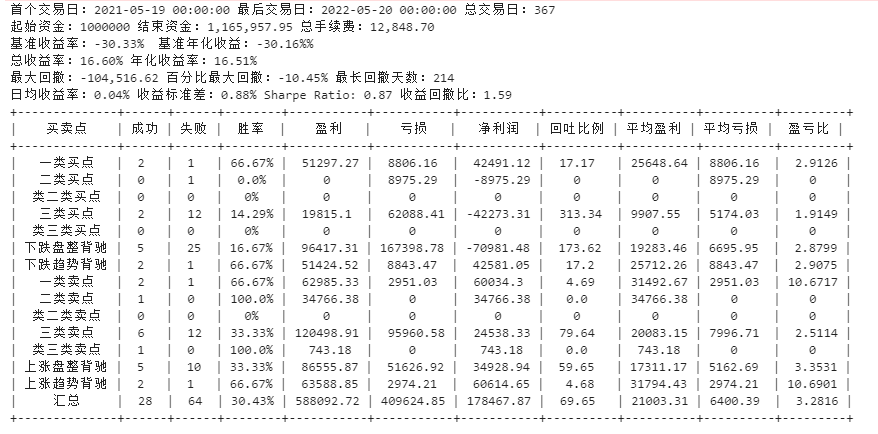 首个交易日: 2021-05-19 00:00:00 最后交易日: 2022-05-20 00:00:00 总交易日: 367
起始资金: 1000000 结束资金: 1,165,957.95 总手续费: 12,848.70
基准收益率: -30.33% 基准年化收益: -30.16%%
总收益率: 16.60% 年化收益率: 16.51%
最大回撤: -104,516.62 百分比最大回撤: -10.45% 最长回撤天数: 214
日均收益率: 0.04% 收益标准差: 0.88% Sharpe Ratio: 0.87 收益回撤比: 1.59
| 买卖点 | 成功 | 失败 | 胜率 | 盈利 | 亏损 | 净利润 | 回吐比例 | 平均盈利 | 平均亏损 | 盈亏比 |
| 一类买点 | 2 | 1 | 66.67% | 51297.27 | 8806.16 | 42491.12 | 17.17 | 25648.64 | 8806.16 | 2.9126 |
| 二类买点 | 0 | 1 | 0.0% | 0 | 8975.29 | -8975.29 | 0 | 0 | 8975.29 | 0 |
| 类二类买点 | 0 | 0 | 0% | 0 | 0 | 0 | 0 | 0 | 0 | 0 |
| 三类买点 | 2 | 12 | 14.29% | 19815.1 | 62088.41 | -42273.31 | 313.34 | 9907.55 | 5174.03 | 1.9149 |
| 类三类买点 | 0 | 0 | 0% | 0 | 0 | 0 | 0 | 0 | 0 | 0 |
| 下跌盘整背驰 | 5 | 25 | 16.67% | 96417.31 | 167398.78 | -70981.48 | 173.62 | 19283.46 | 6695.95 | 2.8799 |
| 下跌趋势背驰 | 2 | 1 | 66.67% | 51424.52 | 8843.47 | 42581.05 | 17.2 | 25712.26 | 8843.47 | 2.9075 |
| 一类卖点 | 2 | 1 | 66.67% | 62985.33 | 2951.03 | 60034.3 | 4.69 | 31492.67 | 2951.03 | 10.6717 |
| 二类卖点 | 1 | 0 | 100.0% | 34766.38 | 0 | 34766.38 | 0.0 | 34766.38 | 0 | 0 |
| 类二类卖点 | 0 | 0 | 0% | 0 | 0 | 0 | 0 | 0 | 0 | 0 |
| 三类卖点 | 6 | 12 | 33.33% | 120498.91 | 95960.58 | 24538.33 | 79.64 | 20083.15 | 7996.71 | 2.5114 |
| 类三类卖点 | 1 | 0 | 100.0% | 743.18 | 0 | 743.18 | 0.0 | 743.18 | 0 | 0 |
| 上涨盘整背驰 | 5 | 10 | 33.33% | 86555.87 | 51626.92 | 34928.94 | 59.65 | 17311.17 | 5162.69 | 3.3531 |
| 上涨趋势背驰 | 2 | 1 | 66.67% | 63588.85 | 2974.21 | 60614.65 | 4.68 | 31794.43 | 2974.21 | 10.6901 |
| 汇总 | 28 | 64 | 30.43% | 588092.72 | 409624.85 | 178467.87 | 69.65 | 21003.31 | 6400.39 | 3.2816 |